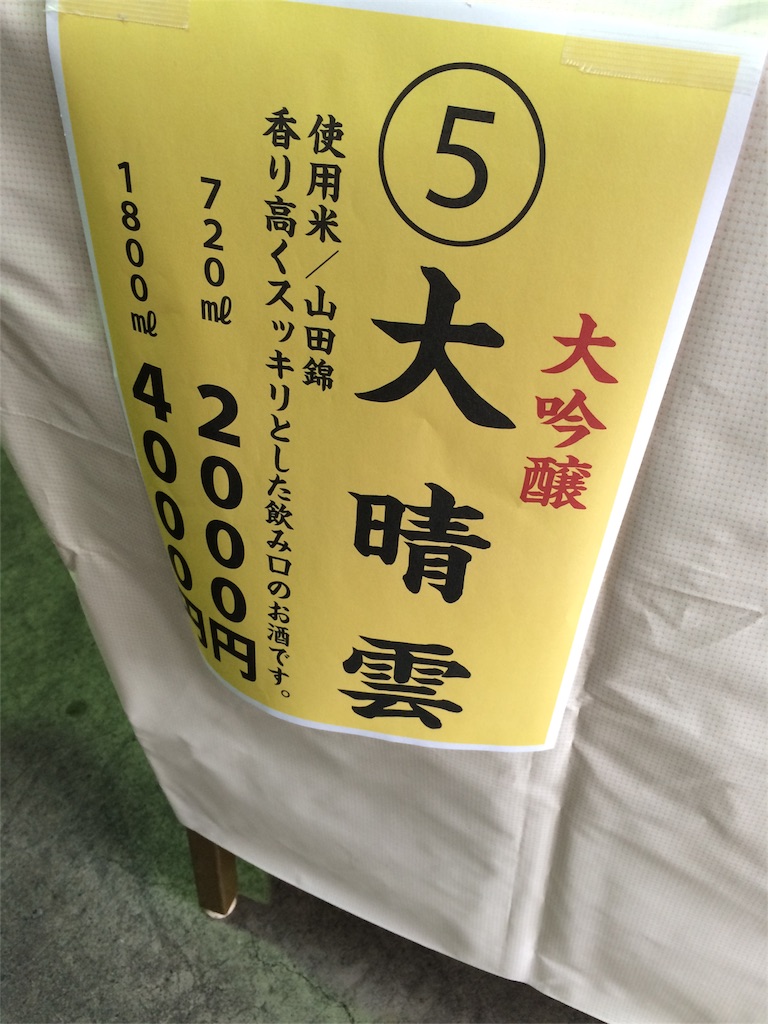 ⑤
大吟醸
大晴雲
使用米／山田錦
香り高くスッキリとした飲み口のお酒です。
720㎖ 2000円
1800㎖ 4000円